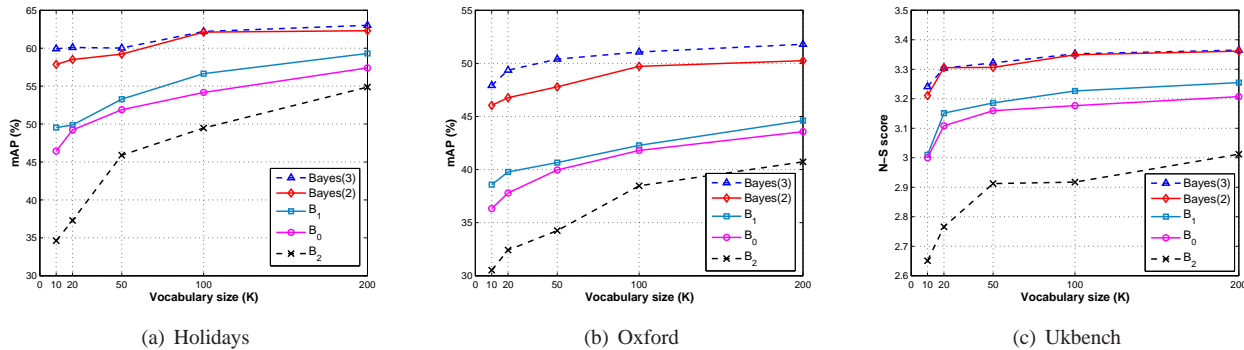 65
60
55
50
45
40
35
30
mAP (%)
0 10 20 50 100 200
Vocabulary size (K)
Bayes(3)
Bayes(2)
B1
B0
B2
(a) Holidays
55
50
45
40
35
30
mAP (%)
0 10 20 50 100 200
Vocabulary size (K)
Bayes(3)
Bayes(2)
B1
B0
B2
(b) Oxford
3.5
3.4
3.3
3.2
3.1
3
2.9
2.8
2.7
2.6
N−S score
0 10 20 50 100 200
Vocabulary size (K)
Bayes(3)
Bayes(2)
B1
B0
B2
(c) Ukbench